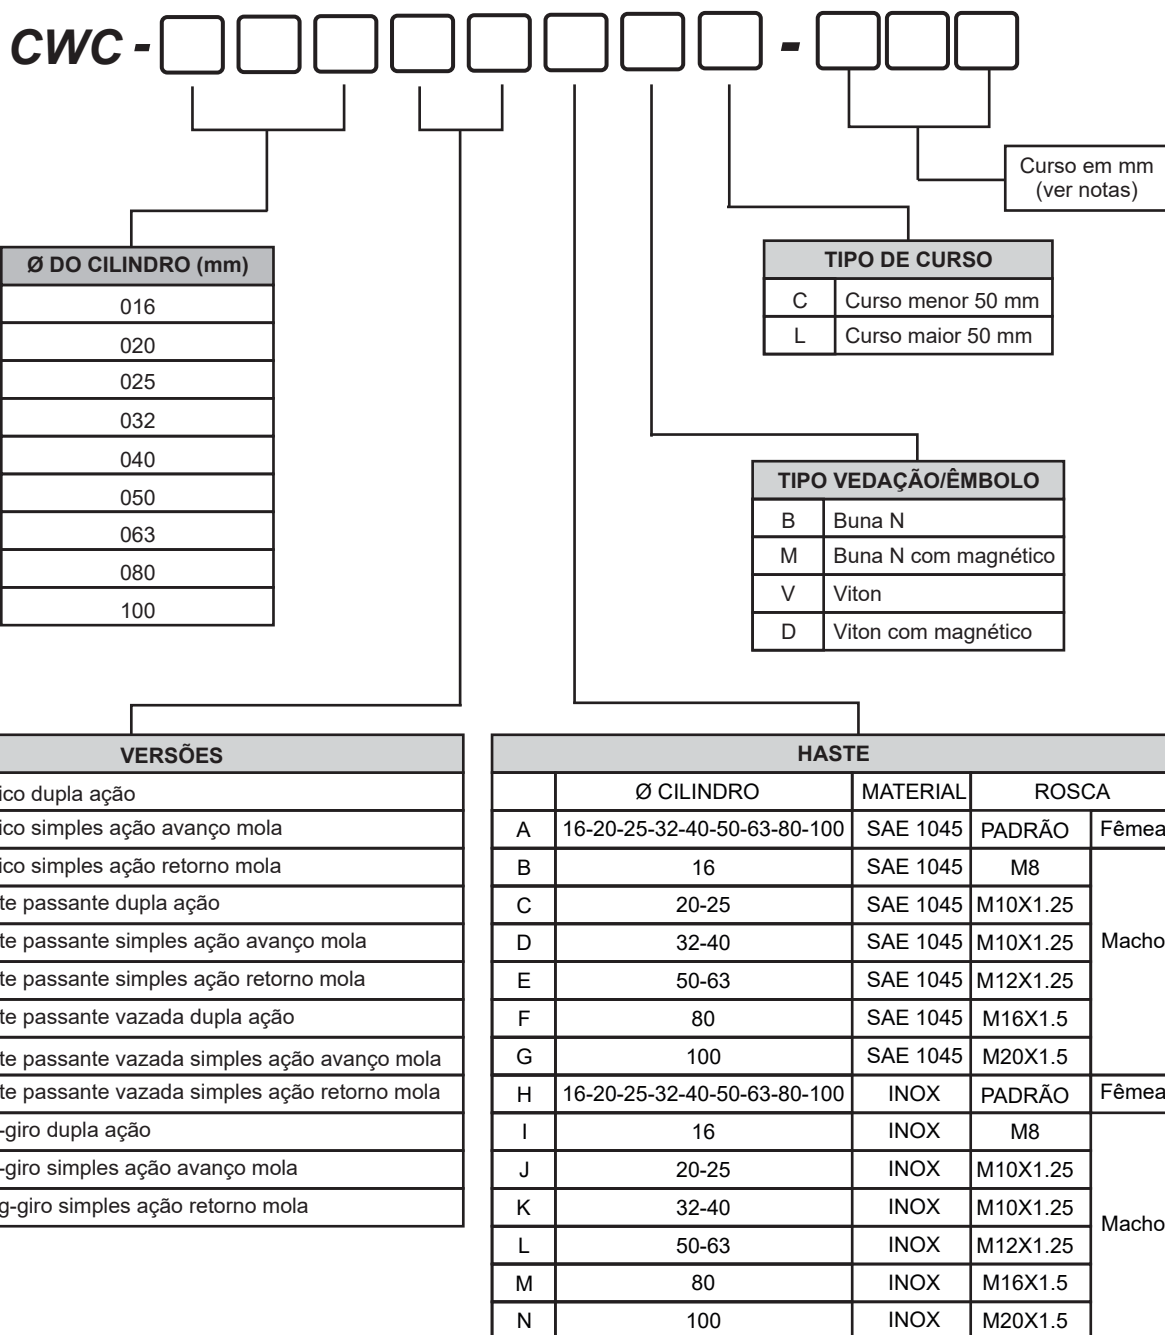 CWC - -
Curso em mm
(ver notas)
Ø DO CILINDRO (mm)
016
020
025
032
040
050
063
080
100
TIPO DE CURSO
C Curso menor 50 mm
L Curso maior 50 mm
TIPO VEDAÇÃO/ÊMBOLO
B Buna N
M Buna N com magnético
V Viton
D Viton com magnético
VERSÕES
ico dupla ação
ico simples ação avanço mola
ico simples ação retorno mola
te passante dupla ação
te passante simples ação avanço mola
te passante simples ação retorno mola
te passante vazada dupla ação
te passante vazada simples ação avanço mola
te passante vazada simples ação retorno mola
-giro dupla ação
-giro simples ação avanço mola
g-giro simples ação retorno mola
HASTE
Ø CILINDRO MATERIAL ROSCA
A 16-20-25-32-40-50-63-80-100 SAE 1045 PADRÃO Fêmea
B 16 SAE 1045 M8
C 20-25 SAE 1045 M10X1.25
D 32-40 SAE 1045 M10X1.25 Macho
E 50-63 SAE 1045 M12X1.25
F 80 SAE 1045 M16X1.5
G 100 SAE 1045 M20X1.5
H 16-20-25-32-40-50-63-80-100 INOX PADRÃO Fêmea
I 16 INOX M8
J 20-25 INOX M10X1.25
K 32-40 INOX M10X1.25
Macho
L 50-63 INOX M12X1.25
M 80 INOX M16X1.5
N 100 INOX M20X1.5